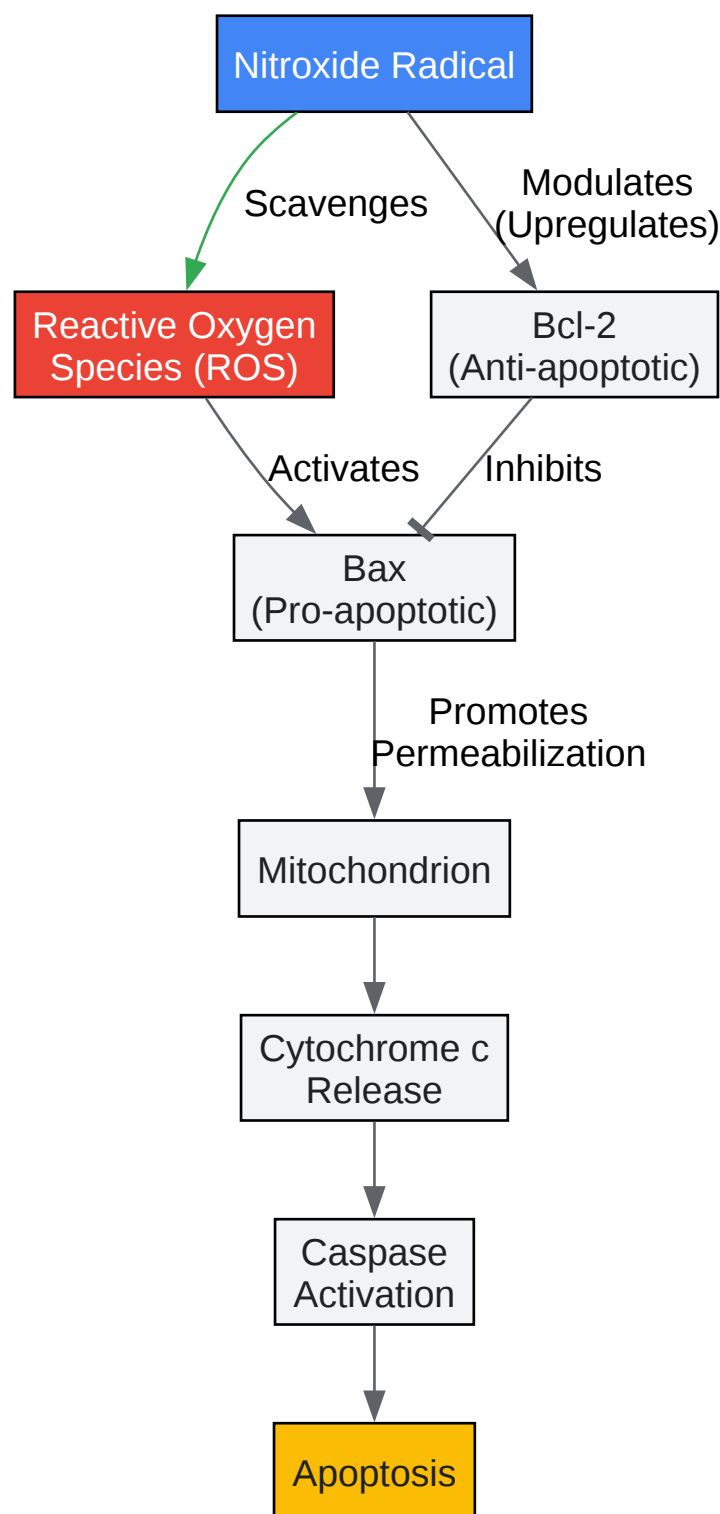 Nitroxide Radical
Scavenges
Modulates
(Upregulates)
Reactive Oxygen
Species (ROS)
Bcl-2
(Anti-apoptotic)
Activates
Inhibits
Bax
(Pro-apoptotic)
Promotes
Permeabilization
Mitochondrion
Cytochrome c
Release
Caspase
Activation
Apoptosis